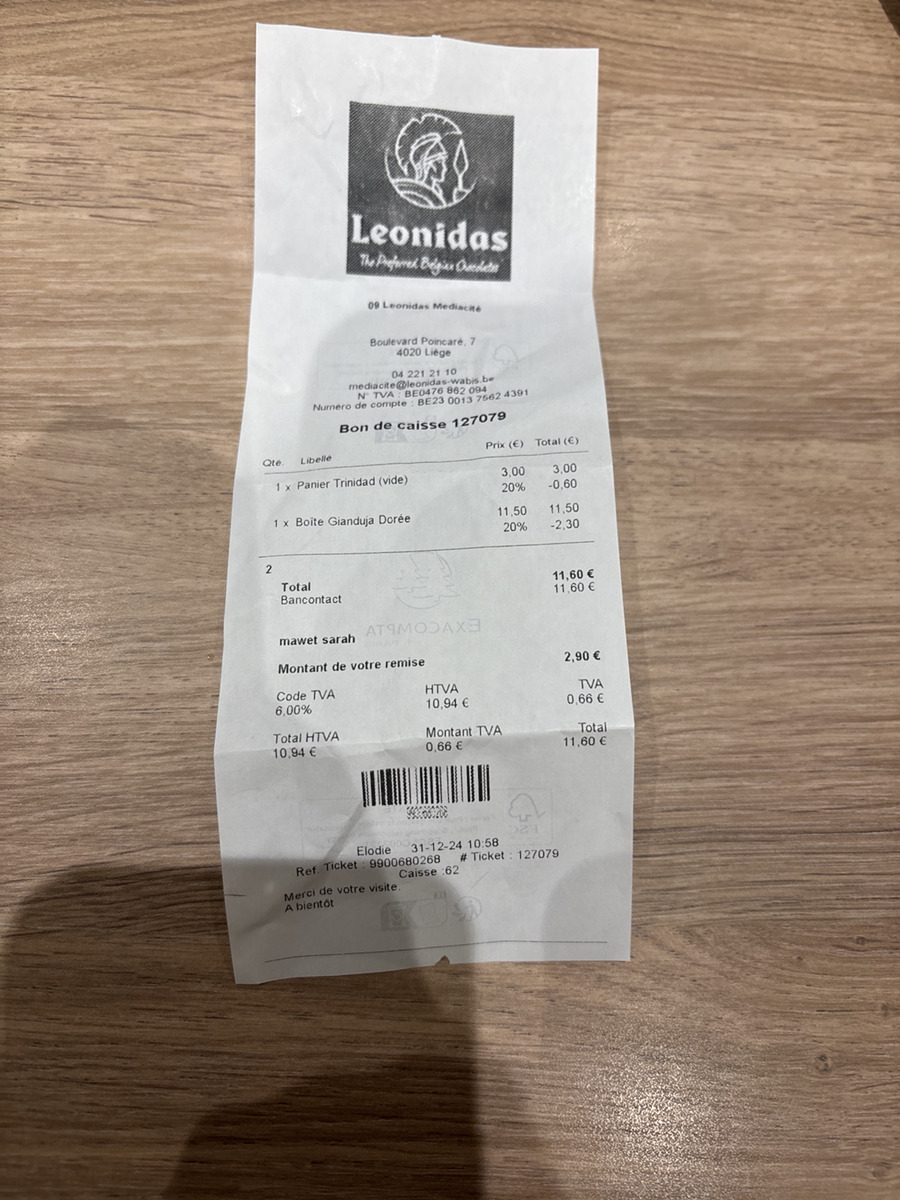 Leonidas
The Preferred Belgian Chocolates
09 Leonidas Mediacité
Boulevard Poincaré, 7
4020 Liège
04 221 21 10
mediacite@leonidas-wabis.be
N° TVA : BE0476 862 094
Numéro de compte : BE23 0013 7562 4391
Bon de caisse 127079
Qté. Libellé Prix (€) Total (€)
1 x Panier Trinidad (vide) 3,00 3,00
20% -0,60
1 x Boîte Gianduja Dorée 11,50 11,50
20% -2,30
2
Total 11,60 €
Bancontact 11,60 €
EXACOMPTA
mawet sarah
Montant de votre remise 2,90 €
Code TVA HTVA TVA
6,00% 10,94 € 0,66 €
Total HTVA Montant TVA Total
10,94 € 0,66 € 11,60 €
FSC
Elodie 31-12-24 10:58
Ref. Ticket : 9900680268 # Ticket : 127079
Caisse :62
Merci de votre visite.
A bientôt